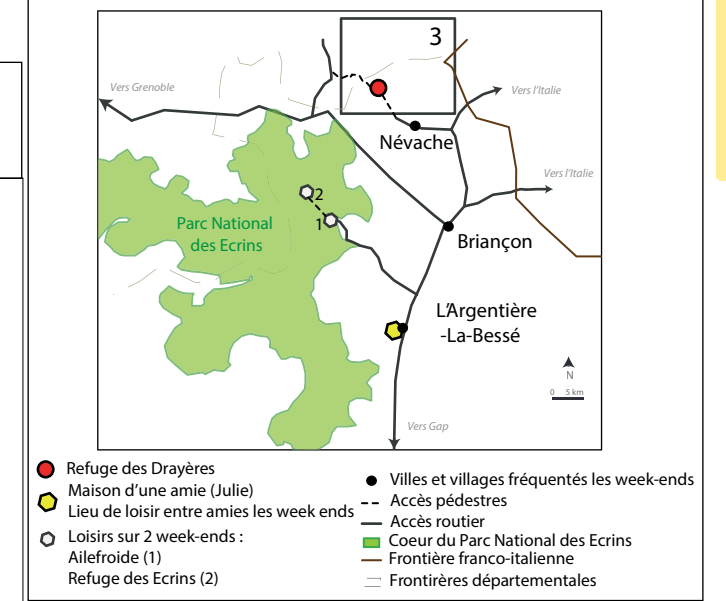 3
Vers Grenoble
Vers l'Italie
Névache
Vers l'Italie
2
1
Parc National
des Ecrins
Briançon
L'Argentière
-La-Bessé
N
0 5 km
Vers Gap
Refuge des Drayères
Maison d'une amie (Julie)
Lieu de loisir entre amies les week ends
Loisirs sur 2 week-ends :
Ailefroide (1)
Refuge des Ecrins (2)
Villes et villages fréquentés les week-ends
Accès pédestres
Accès routier
Coeur du Parc National des Ecrins
Frontière franco-italienne
Frontirères départementales